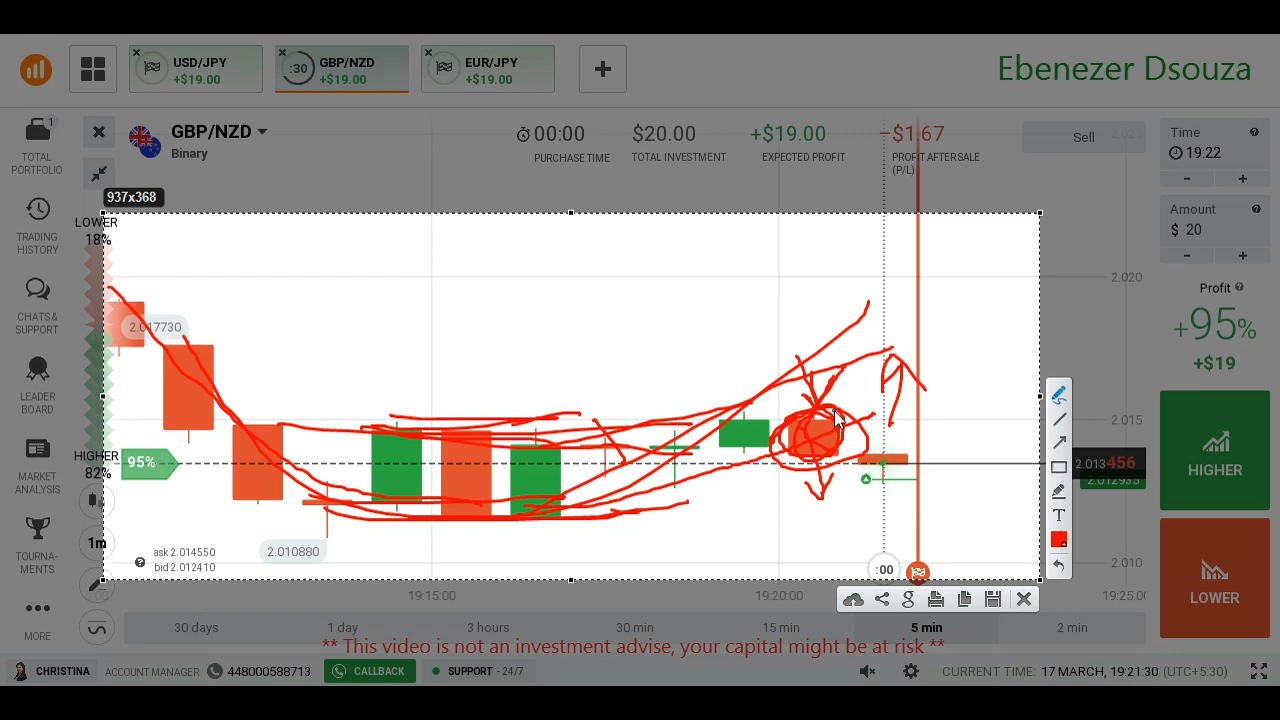 USD/JPY
+$19.00
:30
GBP/NZD
+$19.00
EUR/JPY
+$19.00
+
Ebenezer Dsouza
1
TOTAL
PORTFOLIO
TRADING
HISTORY
CHATS &
SUPPORT
LEADER
BOARD
MARKET
ANALYSIS
TOURNA-
MENTS
MORE
GBP/NZD
Binary
00:00
PURCHASE TIME
$20.00
TOTAL INVESTMENT
+$19.00
EXPECTED PROFIT
−$1.67
PROFIT AFTER SALE
(P/L)
Sell
2.025
937x368
LOWER
18%
2.017730
HIGHER
82%
95%
1m
ask 2.014550
bid 2.012410
2.010880
:00
2.020
2.015
2.013456
2.012935
2.010
T
g
19:15:00
19:20:00
19:25:00
30 days
1 day
3 hours
30 min
15 min
5 min
2 min
Time
19:22
-
+
Amount
$ 20
-
+
Profit
+95%
+$19
HIGHER
LOWER
** This video is not an investment advise, your capital might be at risk **
CHRISTINA
ACCOUNT MANAGER
448000588713
CALLBACK
SUPPORT - 24/7
CURRENT TIME: 17 MARCH, 19:21:30 (UTC+5:30)